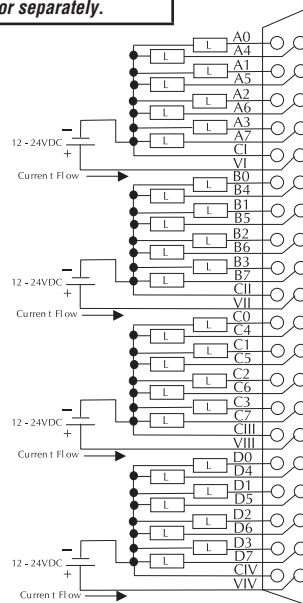 or separately.
L A0
L A4
L A1
L A5
L A2
L A6
L A3
L A7
CI
VI
12 - 24VDC
−
+
Current Flow
L B0
L B4
L B1
L B5
L B2
L B6
L B3
L B7
CII
VII
12 - 24VDC
−
+
Current Flow
L C0
L C4
L C1
L C5
L C2
L C6
L C3
L C7
CIII
VIII
12 - 24VDC
−
+
Current Flow
L D0
L D4
L D1
L D5
L D2
L D6
L D3
L D7
CIV
VIV
12 - 24VDC
−
+
Current Flow